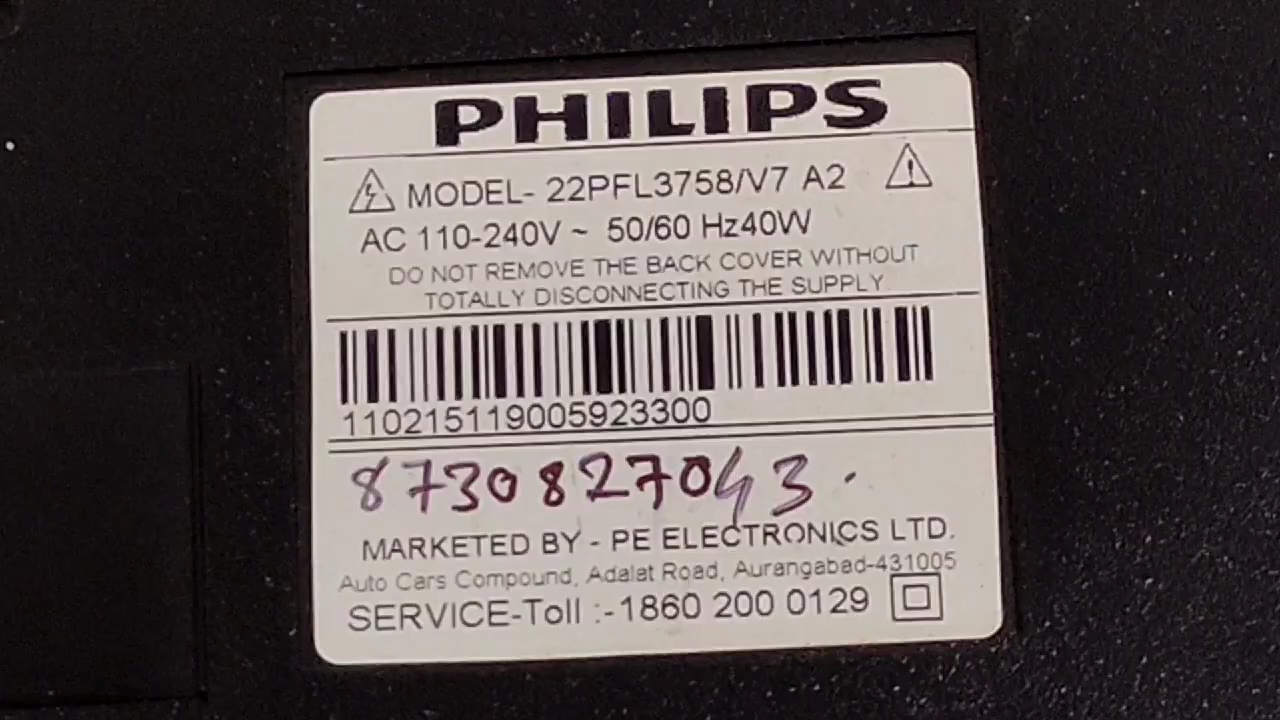 PHILIPS
MODEL- 22PFL3758/V7 A2
AC 110-240V ~ 50/60 Hz40W
DO NOT REMOVE THE BACK COVER WITHOUT
TOTALLY DISCONNECTING THE SUPPLY
110215119005923300
8730827043.
MARKETED BY - PE ELECTRONICS LTD.
Auto Cars Compound, Adalat Road, Aurangabad-431005
SERVICE-Toll :- 1860 200 0129